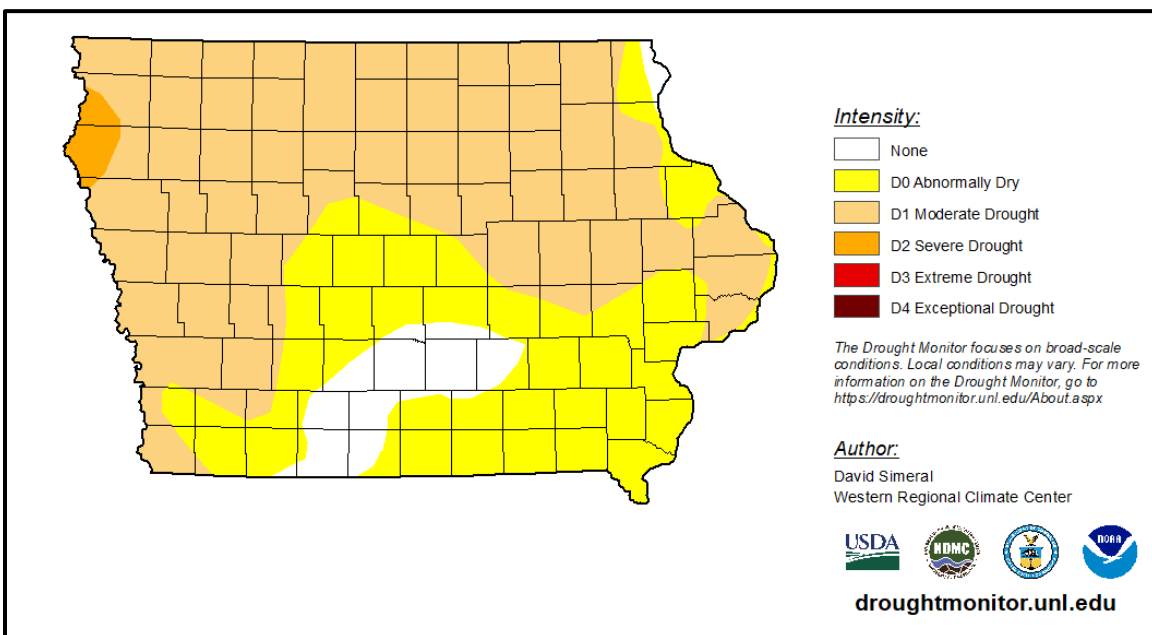 Intensity:
None
D0 Abnormally Dry
D1 Moderate Drought
D2 Severe Drought
D3 Extreme Drought
D4 Exceptional Drought
The Drought Monitor focuses on broad-scale
conditions. Local conditions may vary. For more
information on the Drought Monitor, go to
https://droughtmonitor.unl.edu/About.aspx
Author:
David Simeral
Western Regional Climate Center
USDA
NDMC
NOAA
droughtmonitor.unl.edu